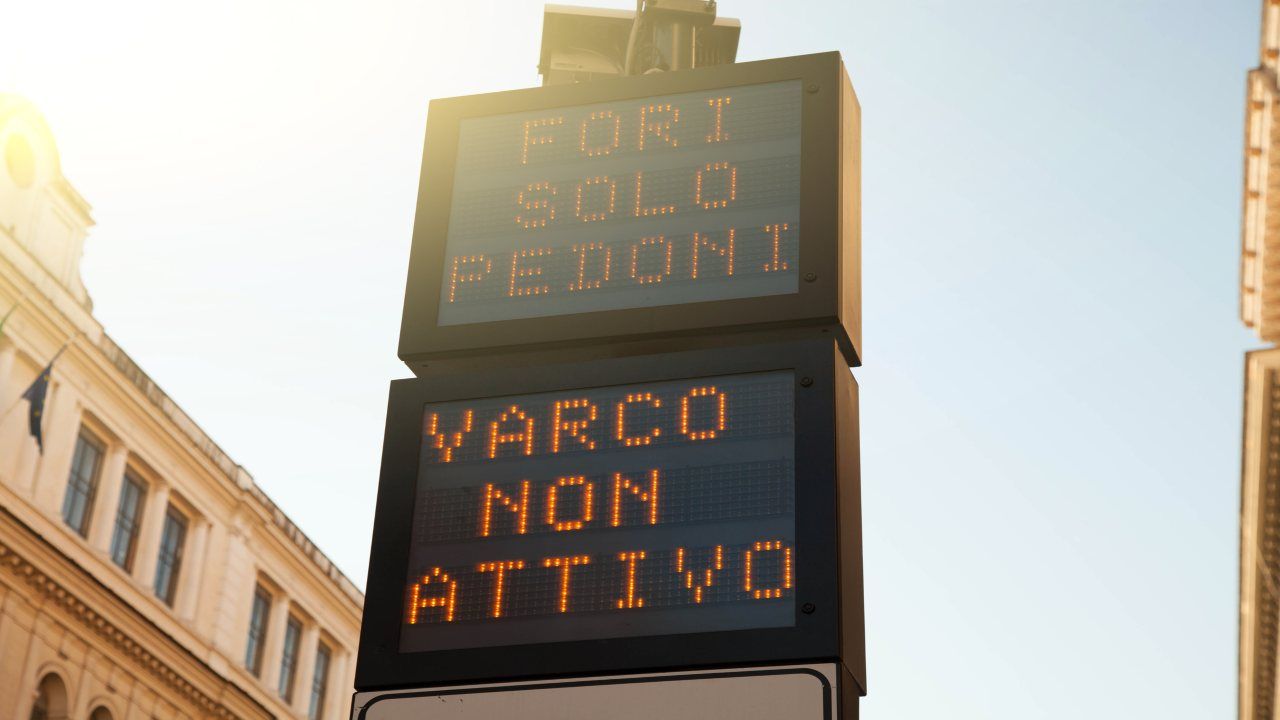 FORI
SOLO
PEDONI
VARCO
NON
ATTIVO